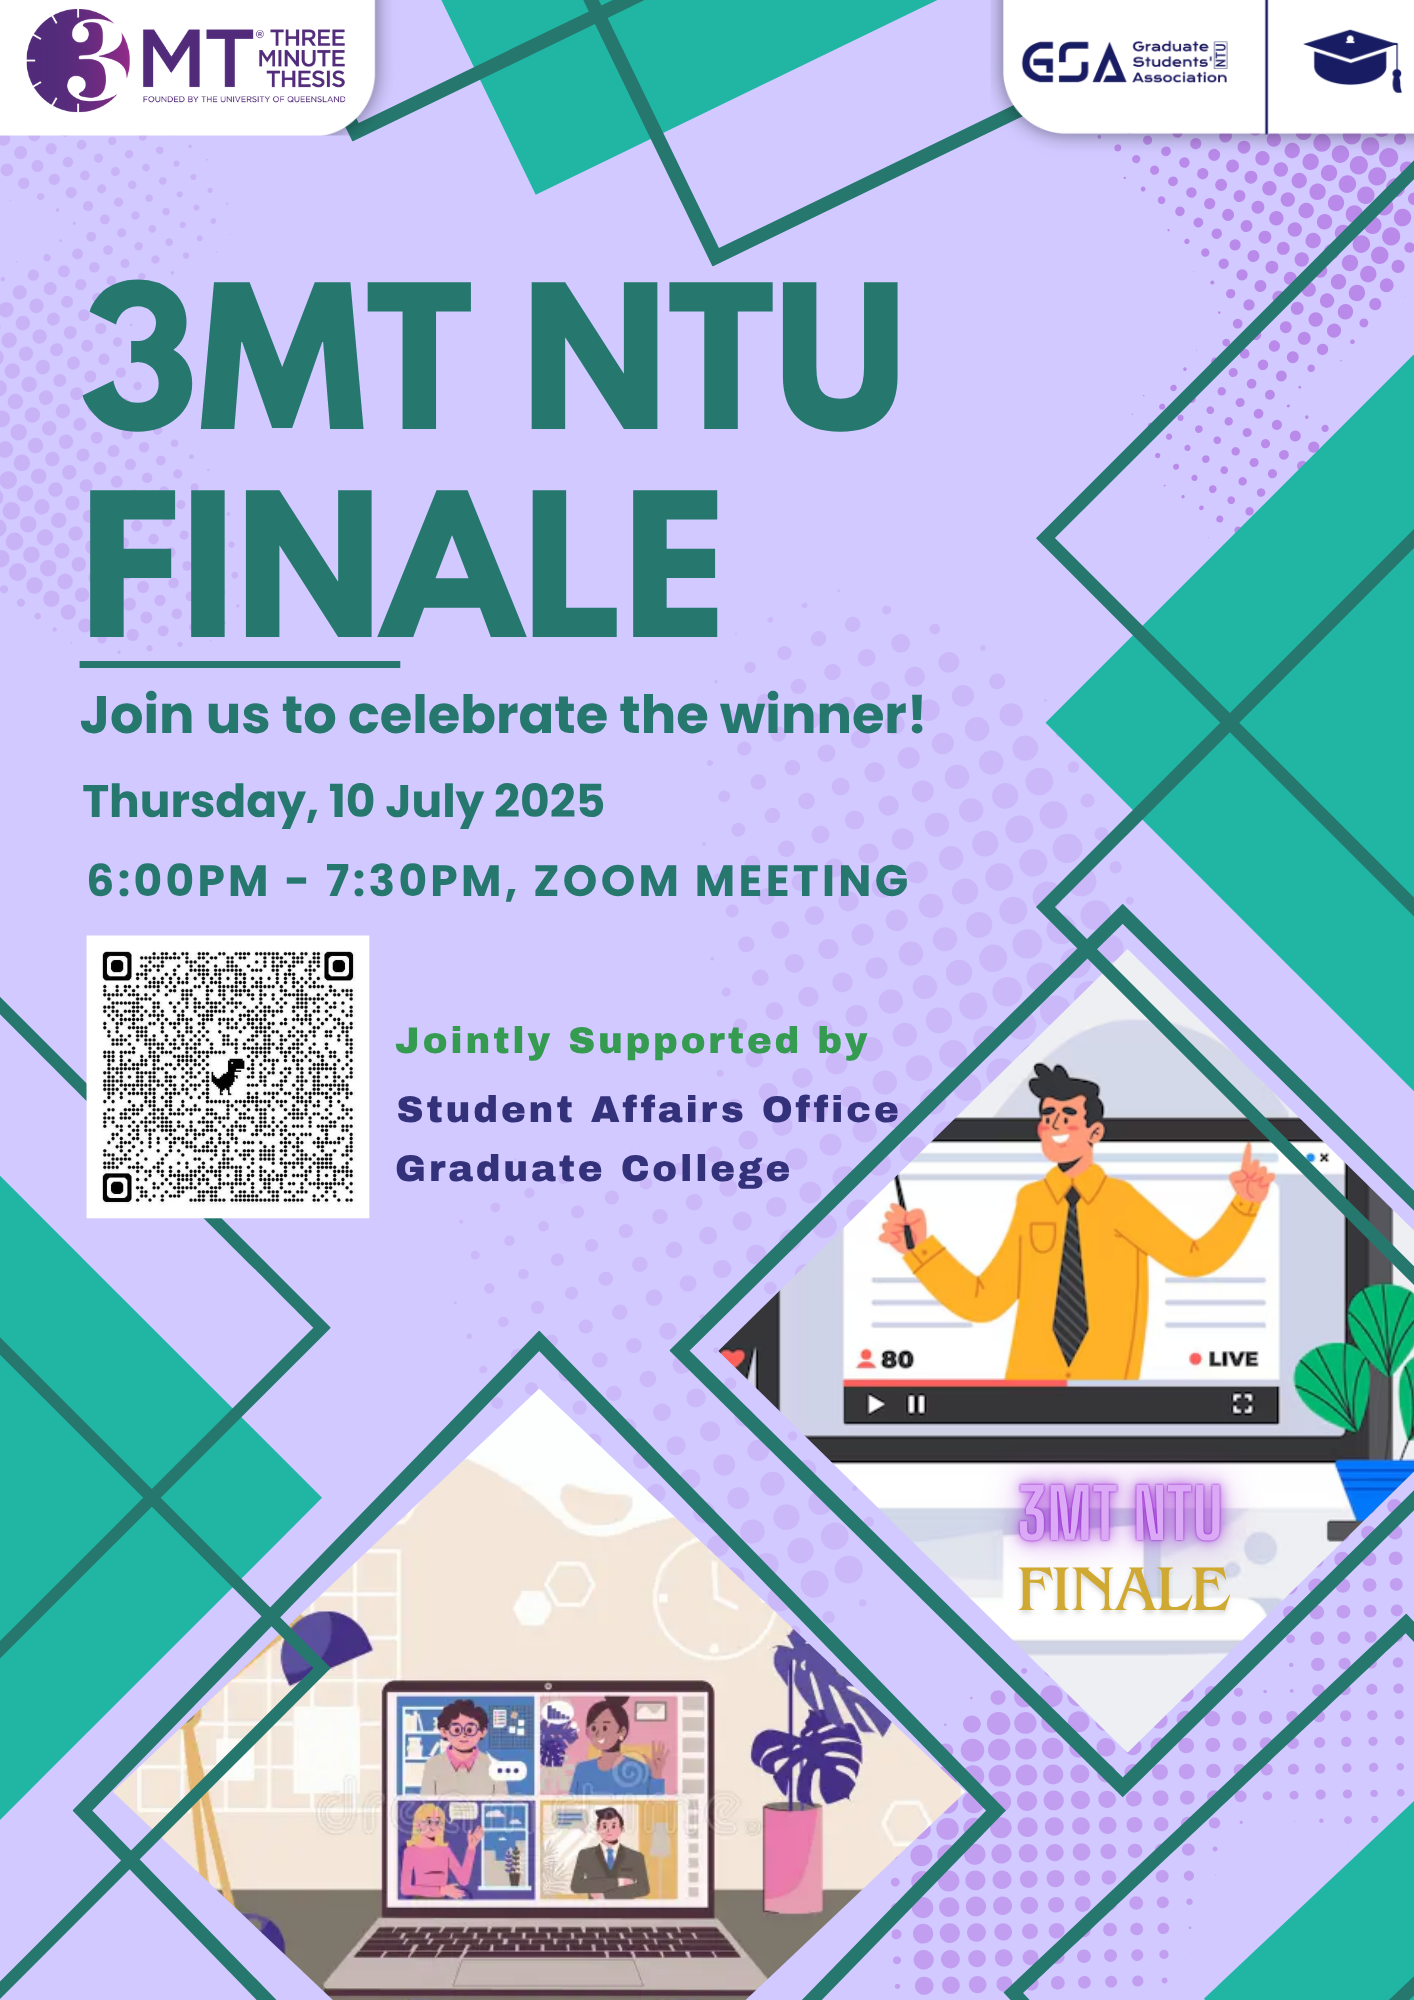 3MT® THREE
MINUTE
THESIS
FOUNDED BY THE UNIVERSITY OF QUEENSLAND
GSA Graduate
Students' NTU
Association
3MT NTU
FINALE
Join us to celebrate the winner!
Thursday, 10 July 2025
6:00PM - 7:30PM, ZOOM MEETING
Jointly Supported by
Student Affairs Office
Graduate College
80
LIVE
3MT NTU
FINALE
dreamstime